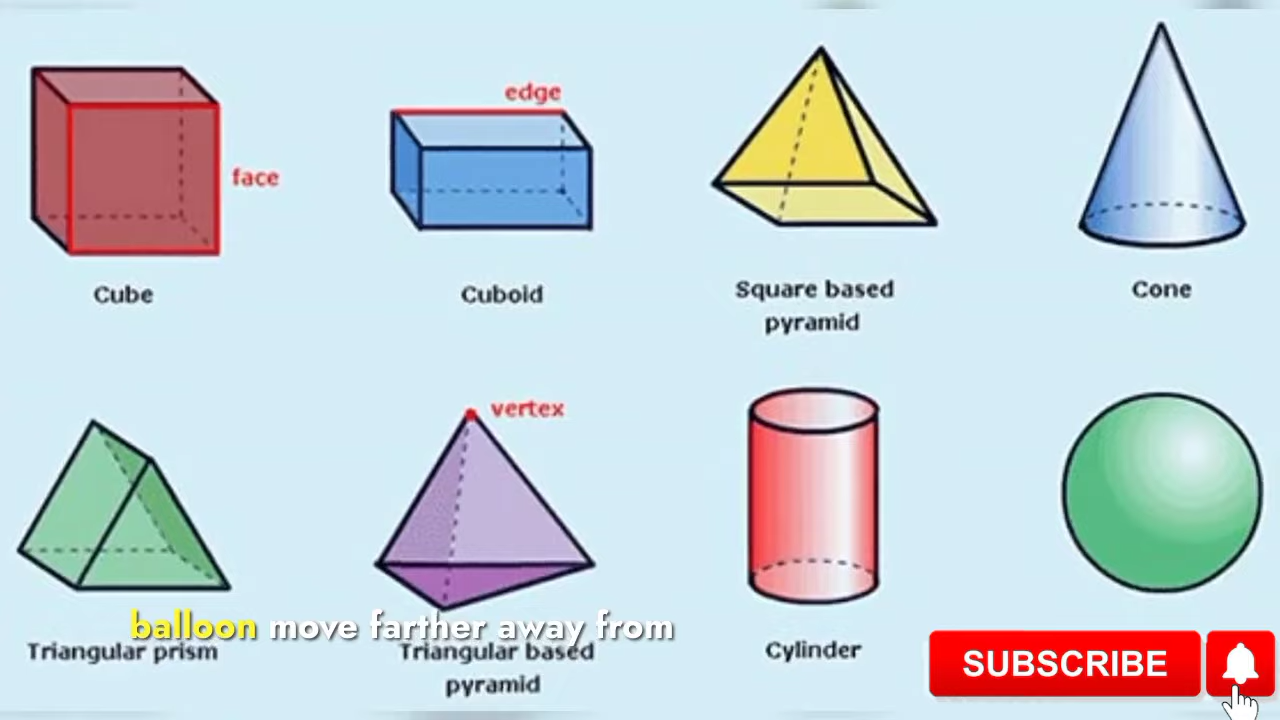 edge
face
Cube
Cuboid
Square based
pyramid
Cone
vertex
balloon move farther away from
Triangular prism
Triangular based
pyramid
Cylinder
SUBSCRIBE